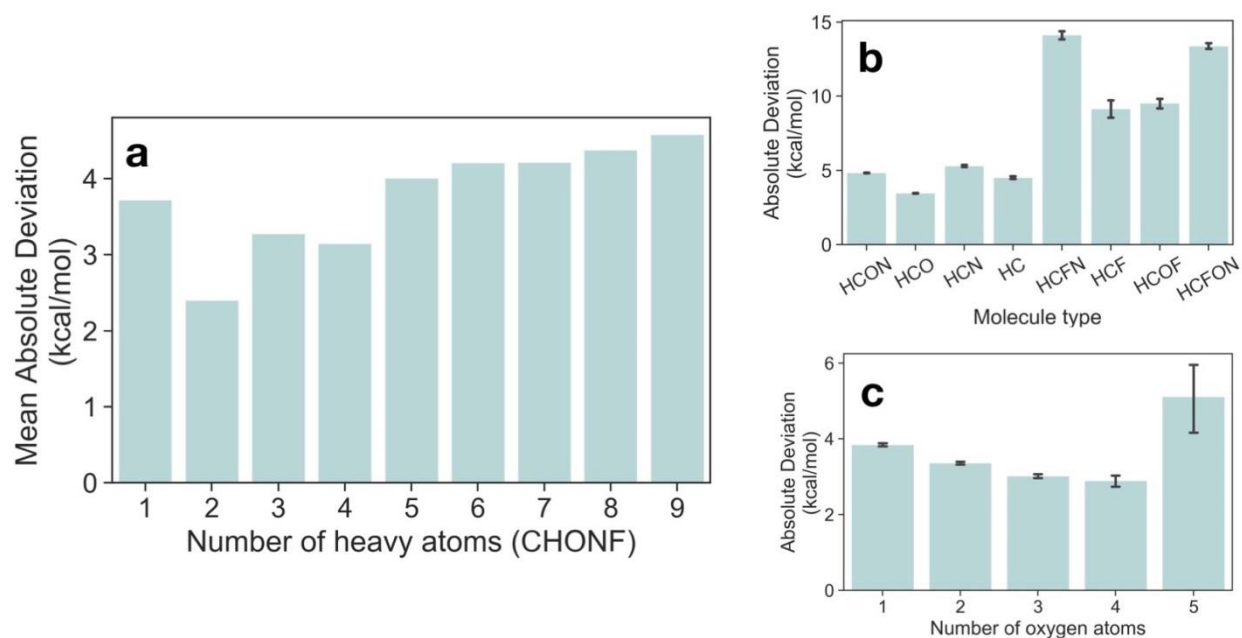 a
Mean Absolute Deviation
(kcal/mol)
4
3
2
1
0
1 2 3 4 5 6 7 8 9
Number of heavy atoms (CHONF)
b
Absolute Deviation
(kcal/mol)
15
10
5
0
HCON HCO HCN HC HCFN HCF HCOF HCFON
Molecule type
c
Absolute Deviation
(kcal/mol)
6
4
2
0
1 2 3 4 5
Number of oxygen atoms